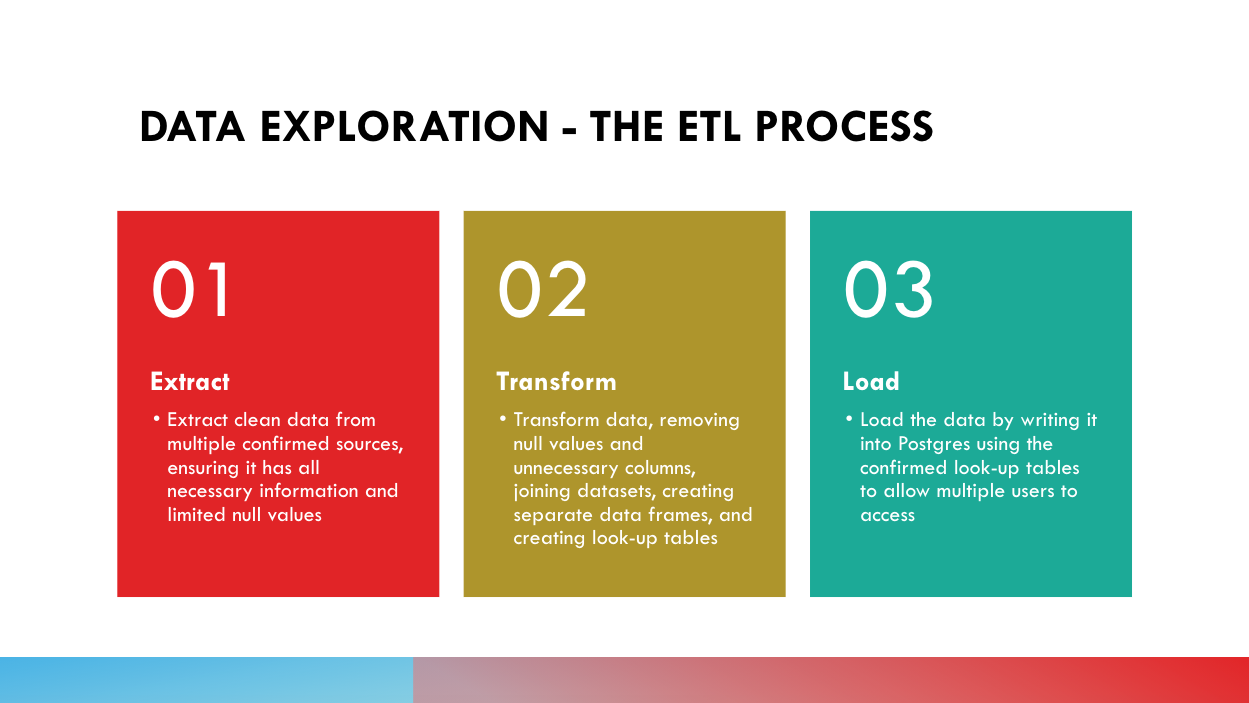 DATA EXPLORATION - THE ETL PROCESS
01
Extract
• Extract clean data from
multiple confirmed sources,
ensuring it has all
necessary information and
limited null values
02
Transform
• Transform data, removing
null values and
unnecessary columns,
joining datasets, creating
separate data frames, and
creating look-up tables
03
Load
• Load the data by writing it
into Postgres using the
confirmed look-up tables
to allow multiple users to
access